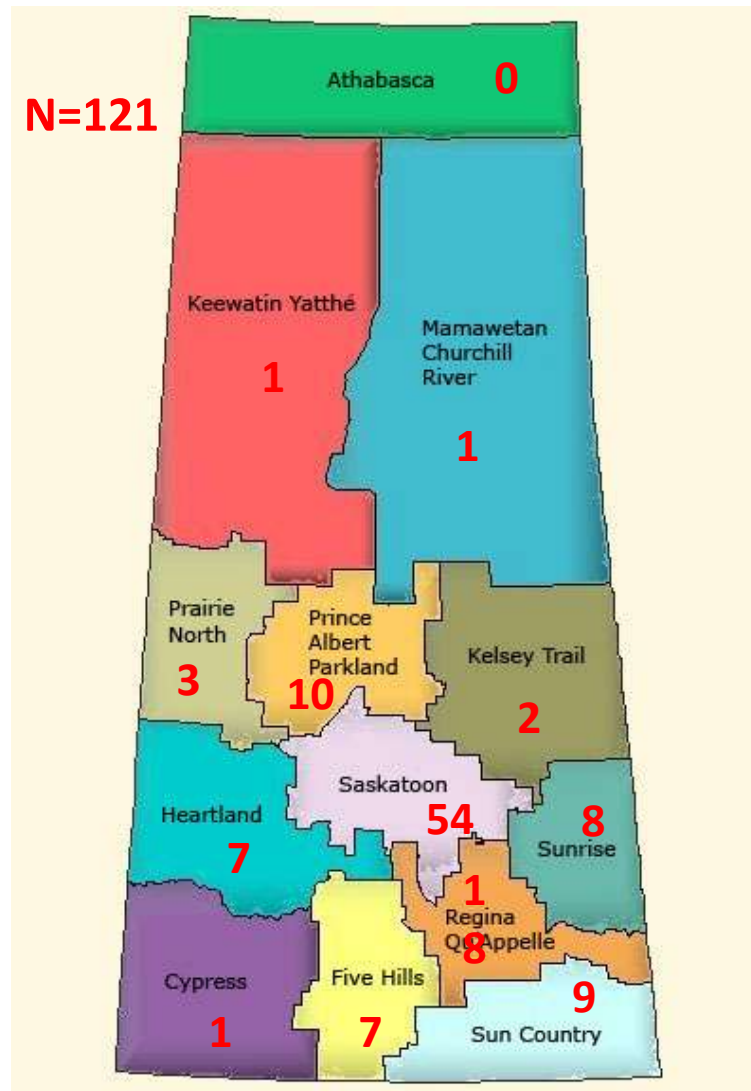 Athabasca 0
N=121
Keewatin Yatthé
1
Mamawetan
Churchill
River
1
Prairie
North
3
Prince
Albert
Parkland
10
Kelsey Trail
2
Saskatoon
54
Heartland
7
8
Sunrise
1
Regina
Qu'Appelle
8
Cypress
1
Five Hills
7
9
Sun Country